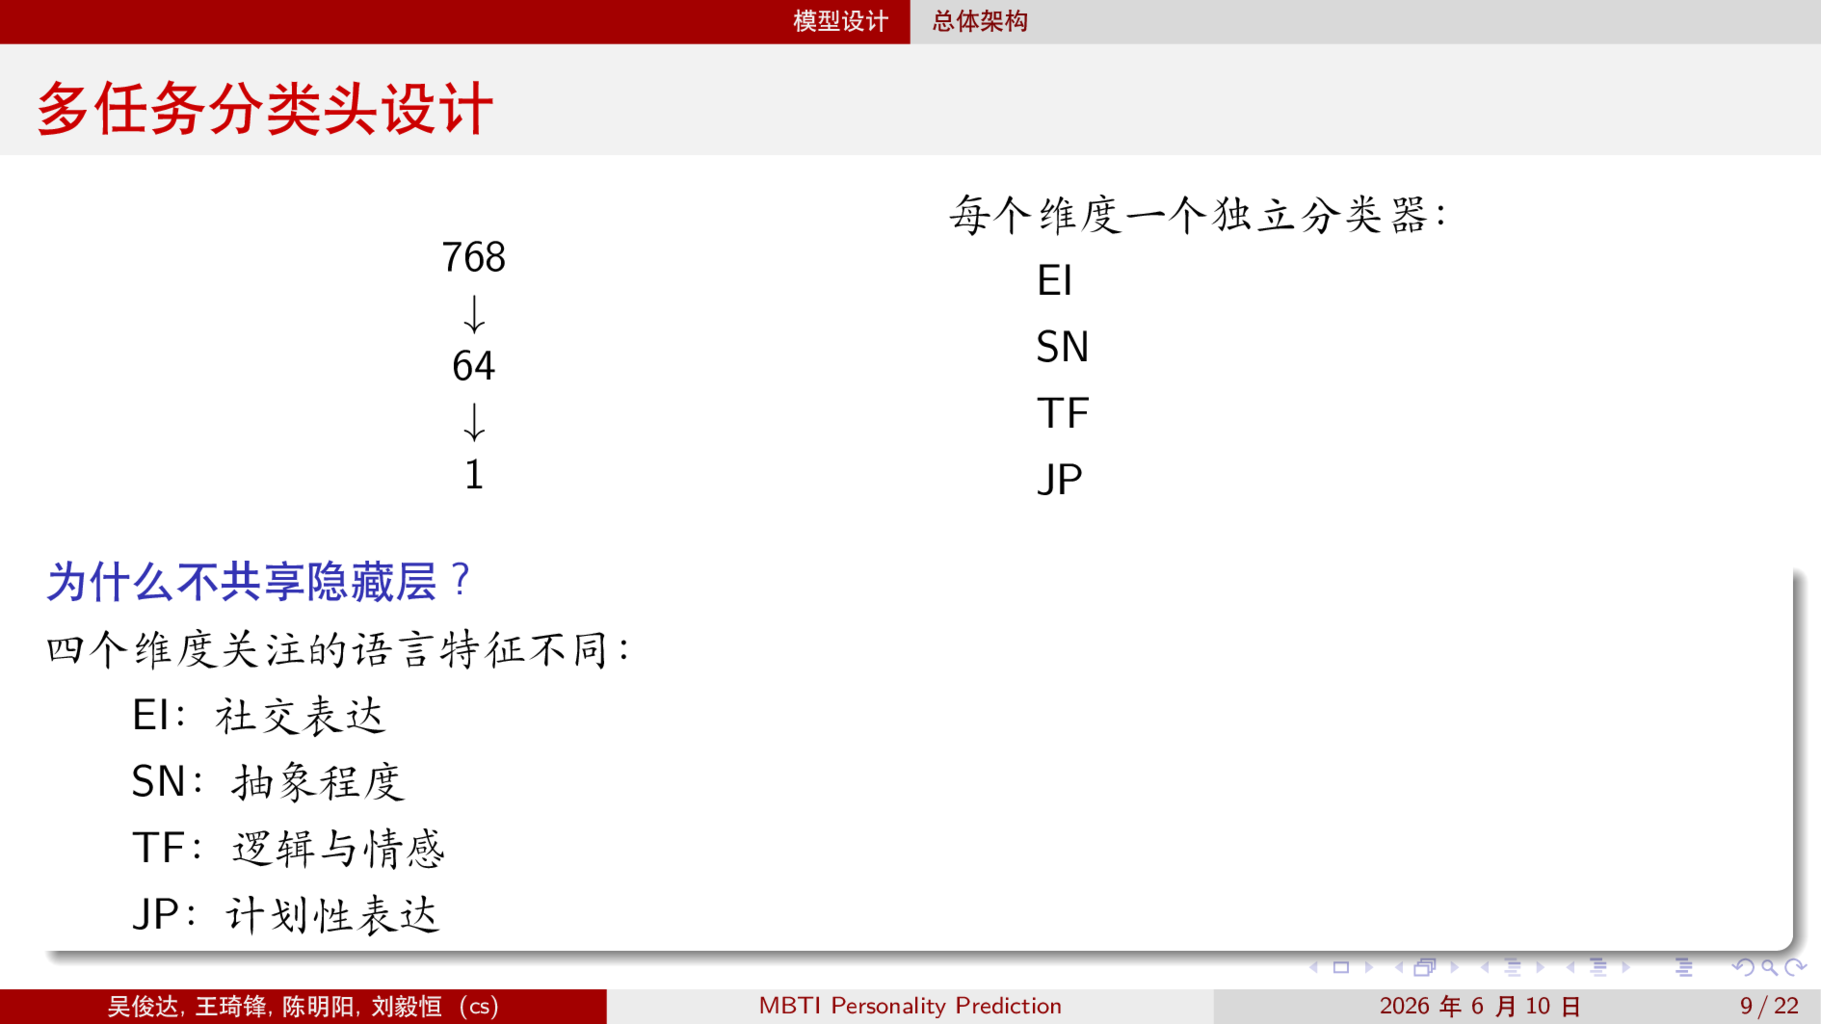 模型设计 总体架构
多任务分类头设计
768
↓
64
↓
1
每个维度一个独立分类器：
EI
SN
TF
JP
为什么不共享隐藏层？
四个维度关注的语言特征不同：
EI：社交表达
SN：抽象程度
TF：逻辑与情感
JP：计划性表达
吴俊达, 王琦锋, 陈明阳, 刘毅恒 (cs) MBTI Personality Prediction 2026 年 6 月 10 日 9 / 22